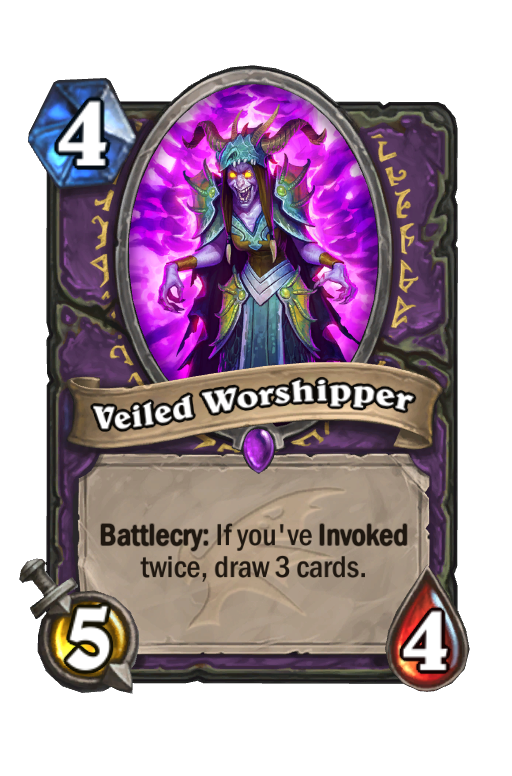 4
Veiled Worshipper
Battlecry: If you've Invoked
twice, draw 3 cards.
5
4